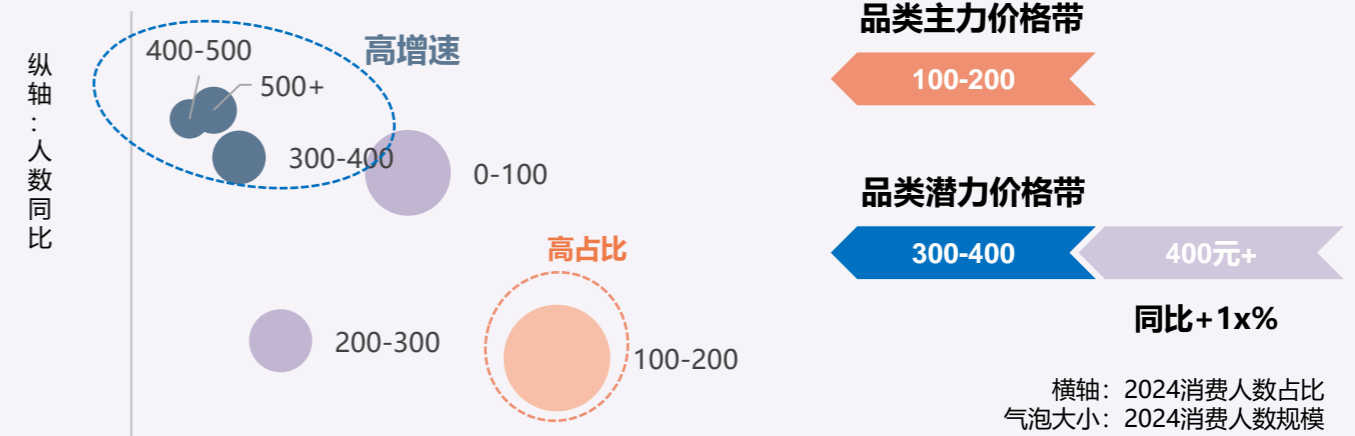 纵轴：人数同比
400-500
500+
300-400
高增速
0-100
高占比
200-300
100-200
品类主力价格带
100-200
品类潜力价格带
300-400
400元+
同比+1x%
横轴：2024消费人数占比
气泡大小：2024消费人数规模